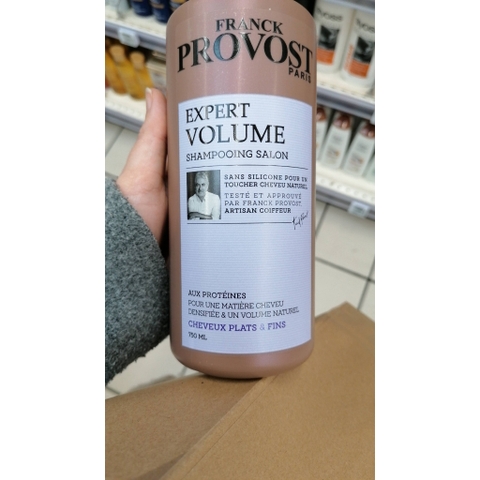 FRANCK
PROVOST
PARIS
EXPERT
VOLUME
SHAMPOOING SALON
SANS SILICONE POUR UN
TOUCHER CHEVEU NATUREL
TESTÉ ET APPROUVÉ
PAR FRANCK PROVOST,
ARTISAN COIFFEUR
AUX PROTÉINES
POUR UNE MATIÈRE CHEVEU
DENSIFIÉE & UN VOLUME NATUREL
CHEVEUX PLATS & FINS
750 ML